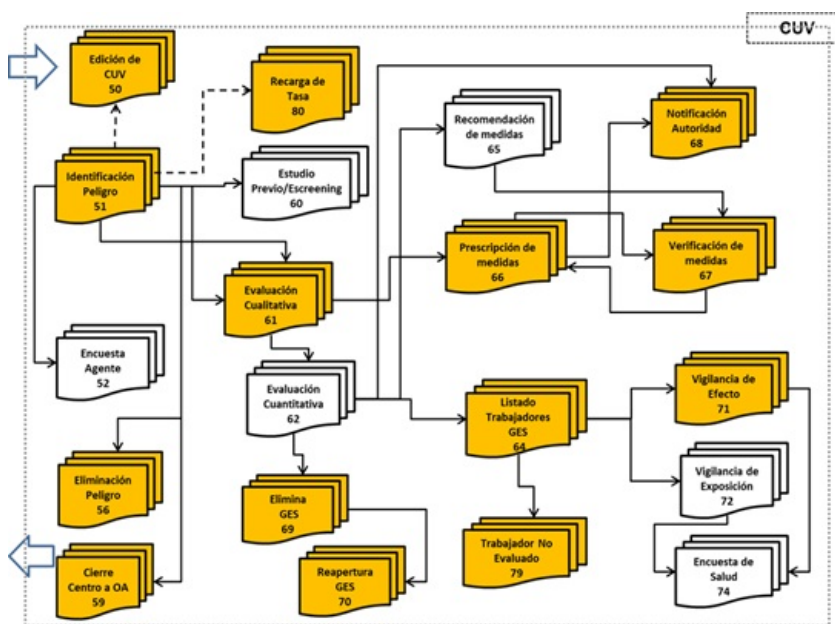 CUV
Edición de
CUV
50
Recarga de
Tasa
80
Recomendación
de medidas
65
Notificación
Autoridad
68
Identificación
Peligro
51
Estudio
Previo/Escreening
60
Prescripción de
medidas
66
Verificación de
medidas
67
Evaluación
Cualitativa
61
Encuesta
Agente
52
Evaluación
Cuantitativa
62
Listado
Trabajadores
GES
64
Vigilancia de
Efecto
71
Eliminación
Peligro
56
Elimina
GES
69
Vigilancia de
Exposición
72
Cierre
Centro a OA
59
Reapertura
GES
70
Trabajador No
Evaluado
79
Encuesta de
Salud
74